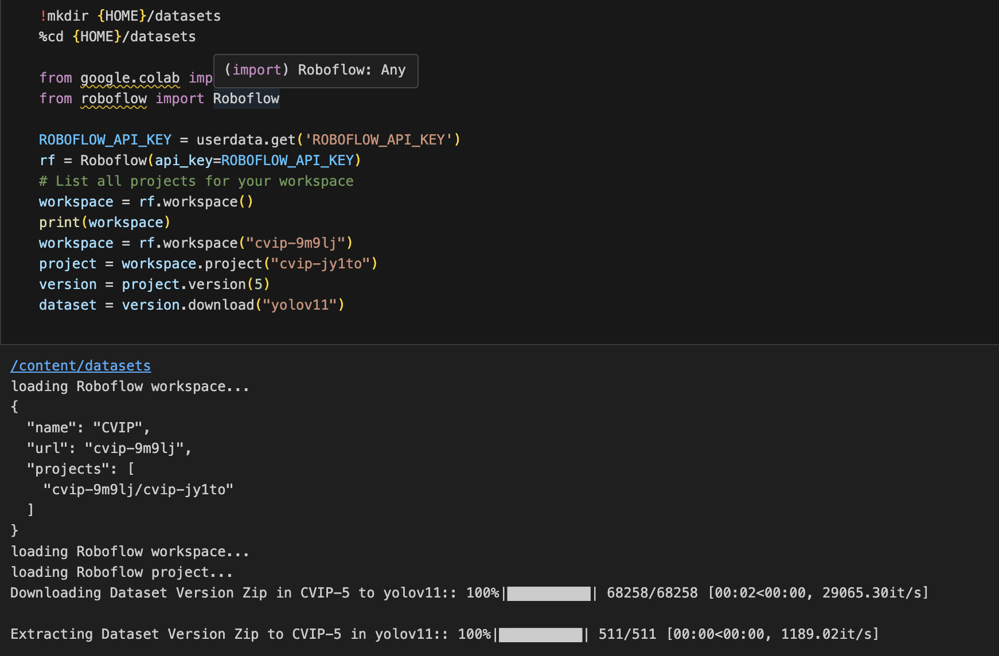 !mkdir {HOME}/datasets
%cd {HOME}/datasets
(import) Roboflow: Any
from google.colab imp
from roboflow import Roboflow
ROBOFLOW_API_KEY = userdata.get('ROBOFLOW_API_KEY')
rf = Roboflow(api_key=ROBOFLOW_API_KEY)
# List all projects for your workspace
workspace = rf.workspace()
print(workspace)
workspace = rf.workspace("cvip-9m9lj")
project = workspace.project("cvip-jy1to")
version = project.version(5)
dataset = version.download("yolov11")
/content/datasets
loading Roboflow workspace...
{
"name": "CVIP",
"url": "cvip-9m9lj",
"projects": [
"cvip-9m9lj/cvip-jy1to"
]
}
loading Roboflow workspace...
loading Roboflow project...
Downloading Dataset Version Zip in CVIP-5 to yolov11:: 100%|██████████| 68258/68258 [00:02<00:00, 29065.30it/s]
Extracting Dataset Version Zip to CVIP-5 in yolov11:: 100%|██████████| 511/511 [00:00<00:00, 1189.02it/s]